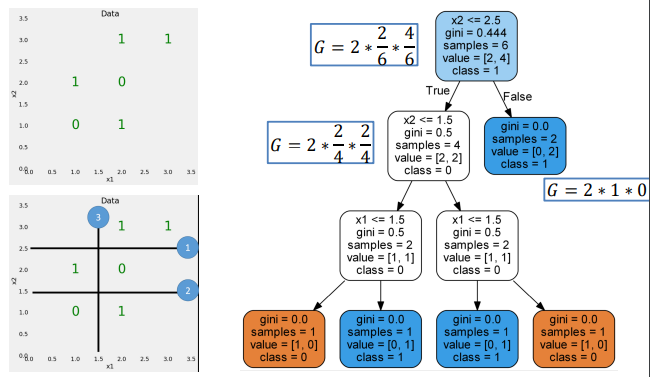 Data
3.5
3.0
2.5
2.0
1.5
1.0
0.5
0.0
x2
1 1
1 0
0 1
0.0 0.5 1.0 1.5 2.0 2.5 3.0 3.5
x1
3.5
3.0
2.5
2.0
1.5
1.0
0.5
0.0
x2
3
1 1
1
1 0
2
0 1
0.0 0.5 1.0 1.5 2.0 2.5 3.0 3.5
x1
G = 2 * 2/6 * 4/6
x2 <= 2.5
gini = 0.444
samples = 6
value = [2, 4]
class = 1
True
False
G = 2 * 2/4 * 2/4
x2 <= 1.5
gini = 0.5
samples = 4
value = [2, 2]
class = 0
gini = 0.0
samples = 2
value = [0, 2]
class = 1
G = 2 * 1 * 0
x1 <= 1.5
gini = 0.5
samples = 2
value = [1, 1]
class = 0
x1 <= 1.5
gini = 0.5
samples = 2
value = [1, 1]
class = 0
gini = 0.0
samples = 1
value = [1, 0]
class = 0
gini = 0.0
samples = 1
value = [0, 1]
class = 1
gini = 0.0
samples = 1
value = [0, 1]
class = 1
gini = 0.0
samples = 1
value = [1, 0]
class = 0